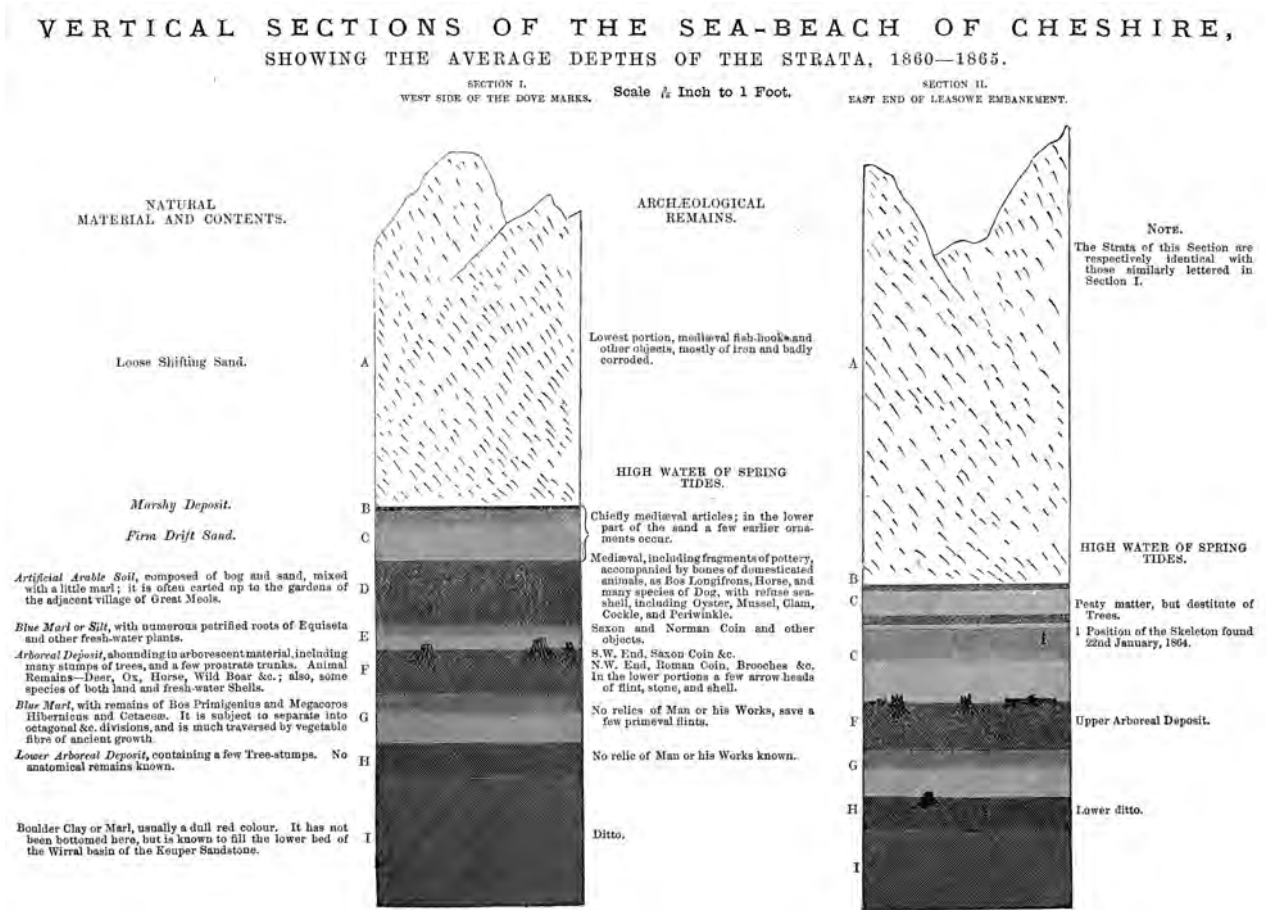 VERTICAL SECTIONS OF THE SEA-BEACH OF CHESHIRE,
SHOWING THE AVERAGE DEPTHS OF THE STRATA, 1860—1865.
SECTION I.
WEST SIDE OF THE DOVE MARKS.
Scale Inch to 1 Foot.
SECTION II.
EAST END OF LEASOWE EMBANKMENT.
NATURAL
MATERIAL AND CONTENTS.
Loose Shifting Sand.
Marshy Deposit.
Firm Drift Sand.
Artificial Arable Soil, composed of bog and sand, mixed
with a little marl; it is often carted up to the gardens of
the adjacent village of Great Meols.
Blue Marl or Silt, with numerous petrified roots of Equiseta
and other fresh-water plants.
Arboreal Deposit, abounding in arborescent material, including
many stumps of trees, and a few prostrate trunks. Animal
Remains—Deer, Ox, Horse, Wild Boar &c.; also, some
species of both land and fresh-water Shells.
Blue Marl, with remains of Bos Primigenius and Megacoros
Hibernicus and Cetaceæ. It is subject to separate into
octagonal &c. divisions, and is much traversed by vegetable
fibre of ancient growth.
Lower Arboreal Deposit, containing a few Tree-stumps. No
anatomical remains known.
Boulder Clay or Marl, usually a dull red colour. It has not
been bottomed here, but is known to fill the lower bed of
the Wirral basin of the Keuper Sandstone.
A
B
C
D
E
F
G
H
I
ARCHÆOLOGICAL
REMAINS.
Lowest portion, mediæval fish-hooks and
other objects, mostly of iron and badly
corroded.
HIGH WATER OF SPRING
TIDES.
Chiefly mediæval articles; in the lower
part of the sand a few earlier orna-
ments occur.
Mediæval, including fragments of pottery,
accompanied by bones of domesticated
animals, as Bos Longifrons, Horse, and
many species of Dog, with refuse sea-
shell, including Oyster, Mussel, Clam,
Cockle, and Periwinkle.
Saxon and Norman Coin and other
objects.
S.W. End, Saxon Coin &c.
N.W. End, Roman Coin, Brooches &c.
In the lower portions a few arrow heads
of flint, stone, and shell.
No relics of Man or his Works, save a
few primeval flints.
No relic of Man or his Works known.
Ditto.
A
B
C
C
F
G
H
I
NOTE.
The Strata of this Section are
respectively identical with
those similarly lettered in
Section I.
HIGH WATER OF SPRING
TIDES.
Peaty matter, but destitute of
Trees.
1 Position of the Skeleton found
22nd January, 1864.
Upper Arboreal Deposit.
Lower ditto.